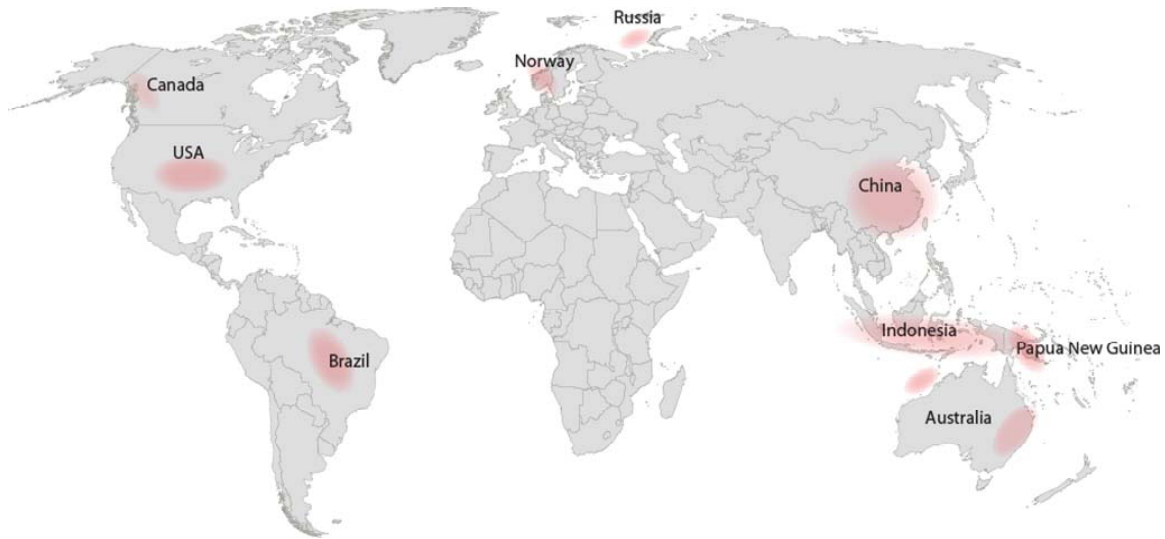 Russia
Norway
Canada
USA
China
Indonesia
Papua New Guinea
Brazil
Australia